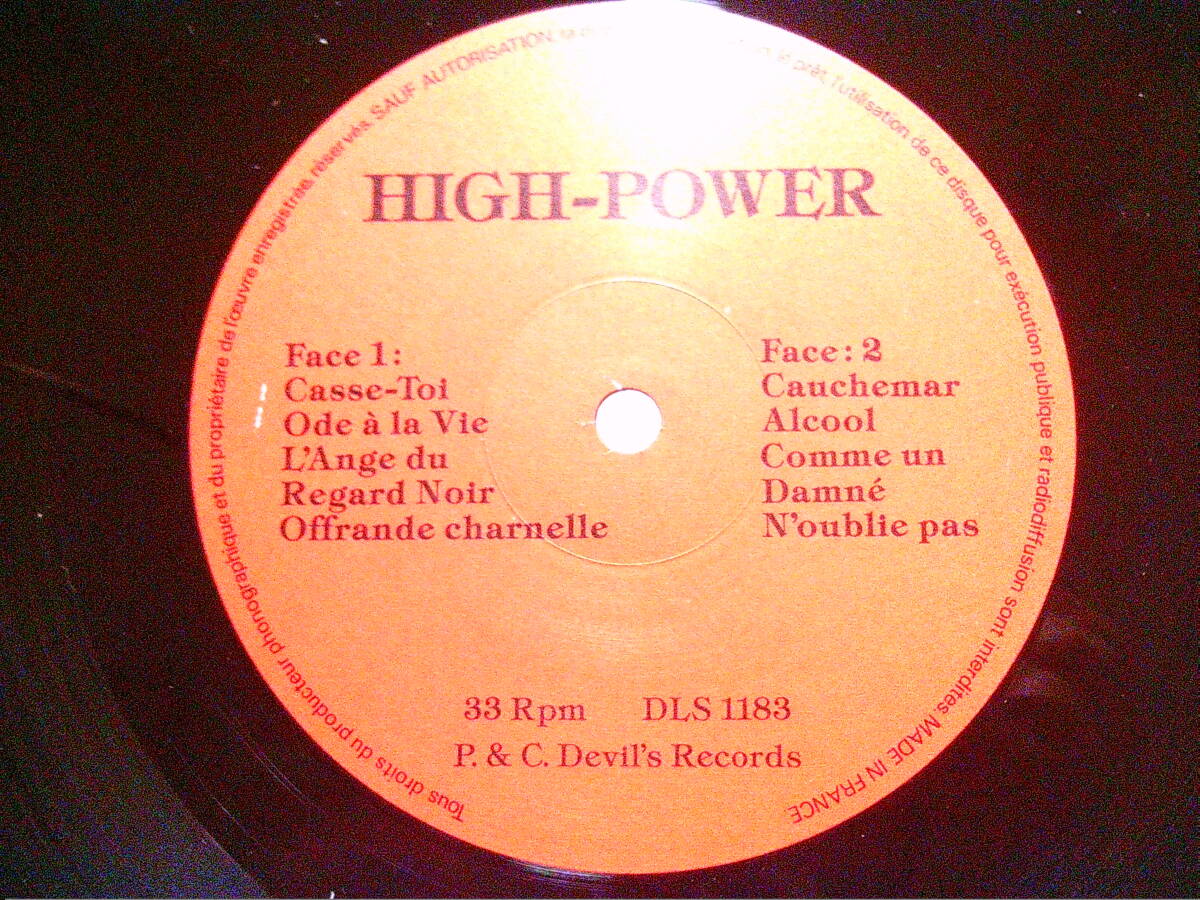 HIGH-POWER
Face 1:
Casse-Toi
Ode à la Vie
L'Ange du
Regard Noir
Offrande charnelle
Face: 2
Cauchemar
Alcool
Comme un
Damné
N'oublie pas
33 Rpm DLS 1183
P. & C. Devil's Records
Tous droits du producteur phonographique et du propriétaire de l'œuvre enregistrée, réservés. SAUF AUTORISATION, la le prêt, l'utilisation de ce disque pour exécution publique et radiodiffusion sont interdites. MADE IN FRANCE